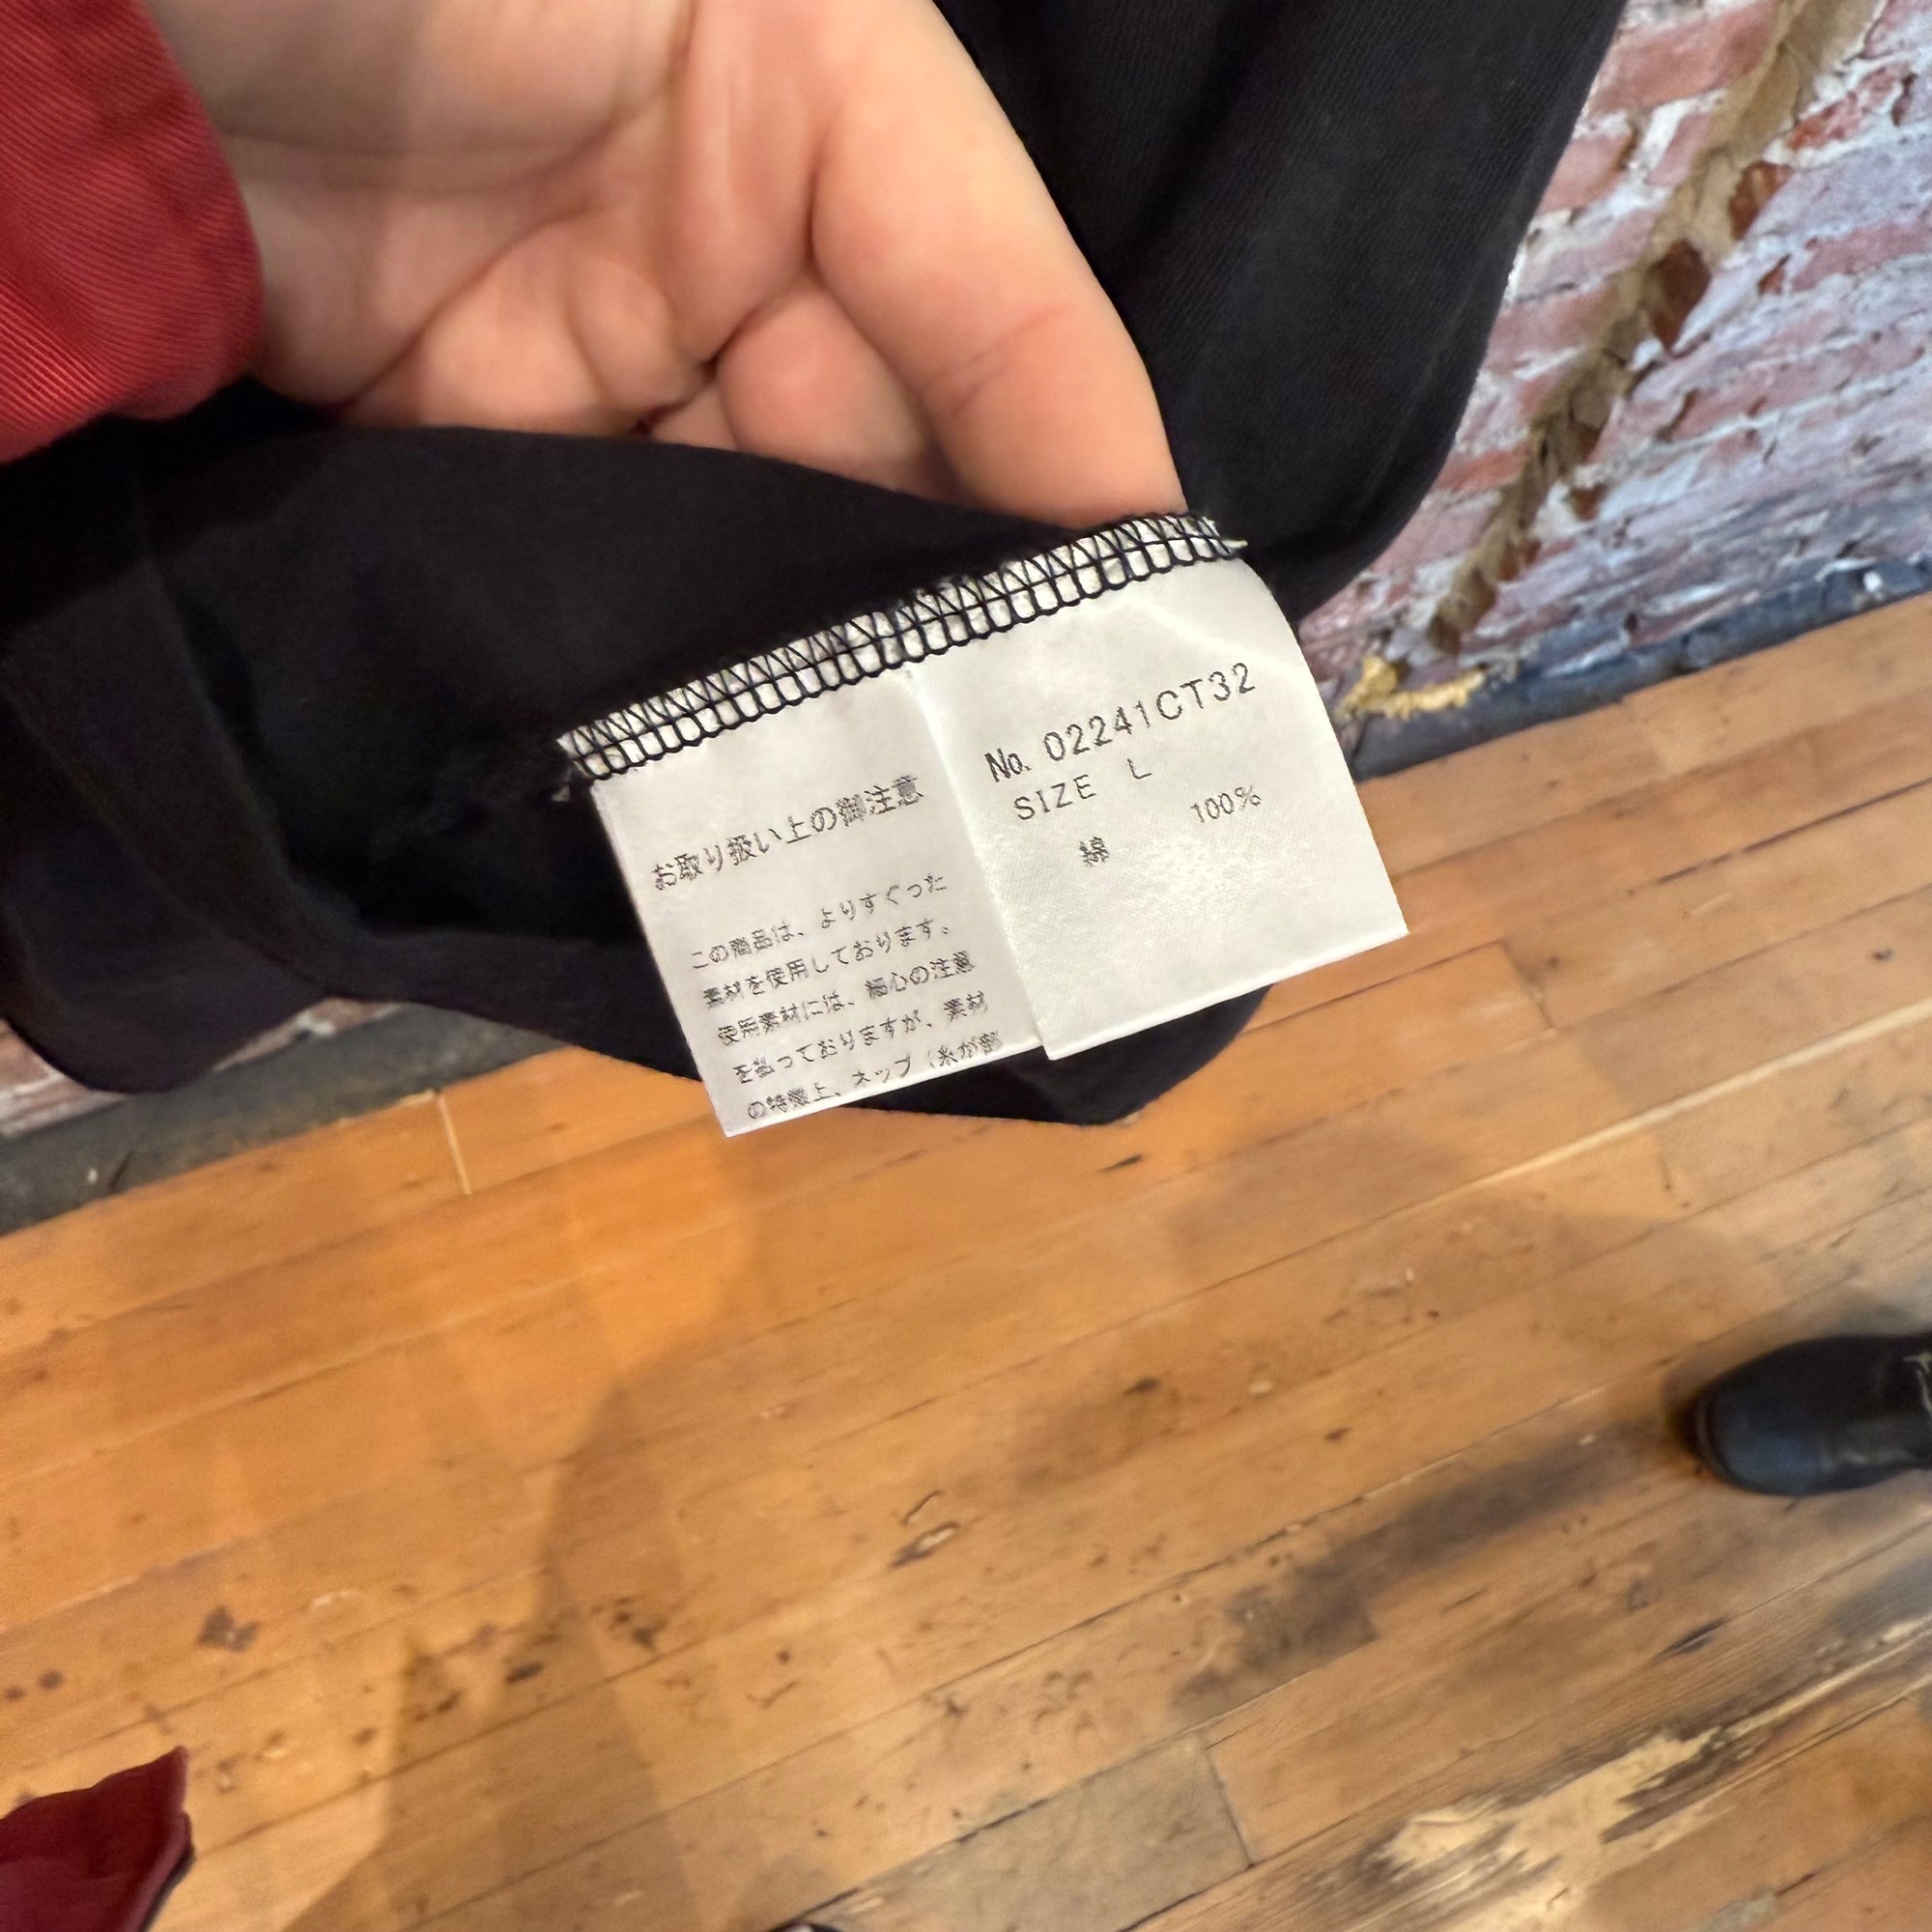 お取り扱い上の御注意
この商品は、よりすぐった
素材を使用しております。
使用素材には、細心の注意
を払っておりますが、素材
の特徴上、ネップ（糸が部
No. 02241CT32
SIZE L
綿 100%